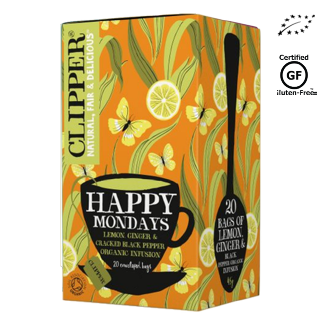 CLIPPER®
NATURAL, FAIR & DELICIOUS
HAPPY
MONDAYS
LEMON, GINGER &
CRACKED BLACK PEPPER
ORGANIC INFUSION
20 envelope bags
CLIPPER
20
BAGS OF
LEMON,
GINGER &
BLACK
PEPPER
INFUSION
Certified
GF
Gluten-Free